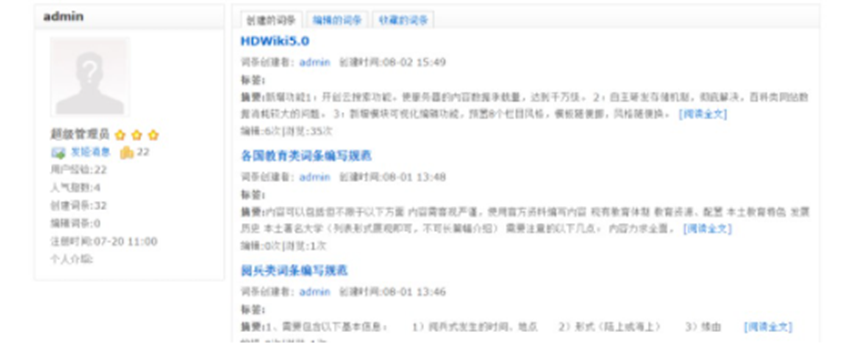 admin
超级管理员
发短消息 22
用户经验:22
人气指数:4
创建词条:32
编辑词条:0
注册时间:07-20 11:00
个人介绍:
创建的词条 编辑的词条 收藏的词条
HDWiki5.0
词条创建者: admin 创建时间:08-02 15:49
标签:
摘要:新增功能1：开创云搜索功能，使服务器的内容数据承载量，达到千万级。 2：自主研发存储机制，彻底解决，百科类网站数
据消耗较大的问题。 3：新增模块可视化编辑功能，预置8个栏目风格，模板随意挪，风格随意换。 [阅读全文]
编辑:6次|浏览:35次
各国教育类词条编写规范
词条创建者: admin 创建时间:08-01 13:48
标签:
摘要:内容可以包括但不限于以下方面 内容需客观严谨，使用官方资料编写内容 现有教育体制 教育资源、配置 本土教育特色 发展
历史 本土著名大学（列表形式展现即可，不可长篇幅介绍） 需要注意的以下几点： 内容力求全面， [阅读全文]
编辑:0次|浏览:1次
阅兵类词条编写规范
词条创建者: admin 创建时间:08-01 13:46
标签:
摘要:1、需要包含以下基本信息： 1）阅兵式发生的时间、地点 2）形式（陆上或海上） 3）缘由 [阅读全文]